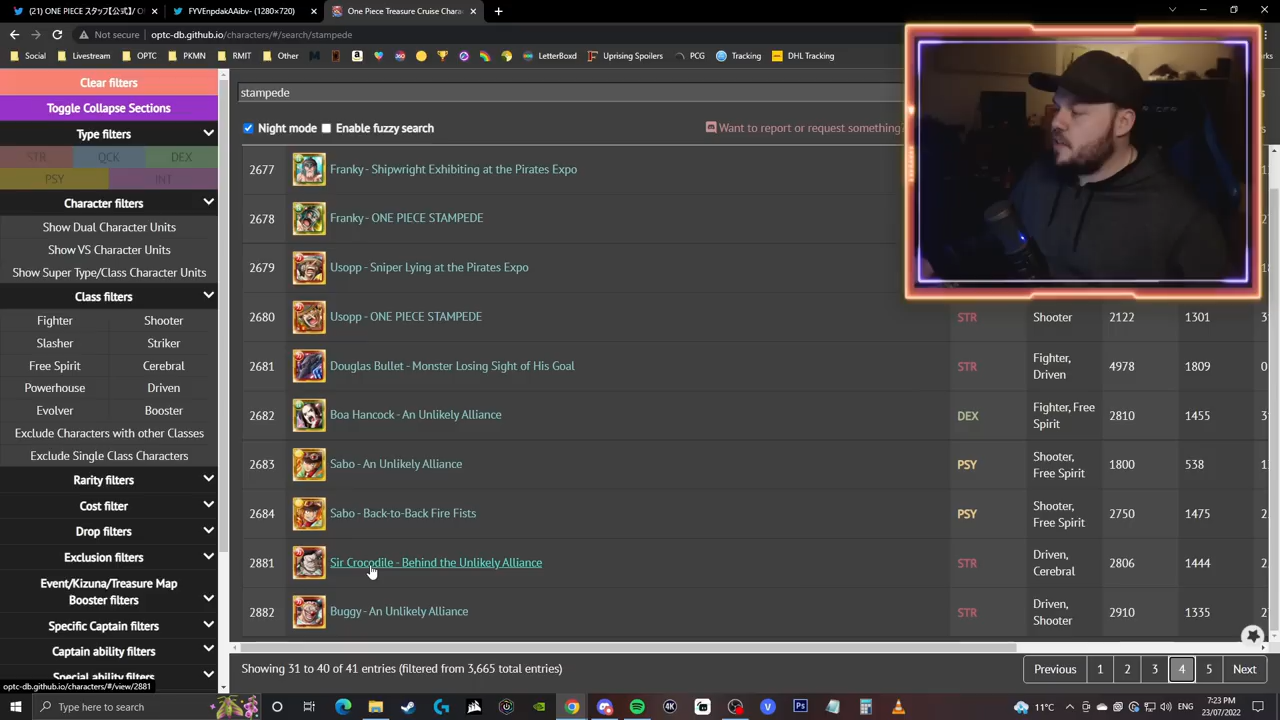 (21) ONE PIECE スタッフ【公式】/ On
FYVEnpdakAAibv- (1280×720)
One Piece Treasure Cruise Chara
Not secure | optc-db.github.io/characters/#/search/stampede
Social
Livestream
OPTC
PKMN
RMIT
Other
360
LetterBoxd
Uprising Spoilers
PCG
Tracking
DHL Tracking
Clear filters
Toggle Collapse Sections
Type filters
STR QCK DEX
PSY INT
Character filters
Show Dual Character Units
Show VS Character Units
Show Super Type/Class Character Units
Class filters
Fighter Shooter
Slasher Striker
Free Spirit Cerebral
Powerhouse Driven
Evolver Booster
Exclude Characters with other Classes
Exclude Single Class Characters
Rarity filters
Cost filter
Drop filters
Exclusion filters
Event/Kizuna/Treasure Map
Booster filters
Specific Captain filters
Captain ability filters
Special ability filters
stampede
Night mode Enable fuzzy search
Want to report or request something?
2677 Franky - Shipwright Exhibiting at the Pirates Expo
2678 Franky - ONE PIECE STAMPEDE
2679 Usopp - Sniper Lying at the Pirates Expo
2680 Usopp - ONE PIECE STAMPEDE STR Shooter 2122 1301
2681 Douglas Bullet - Monster Losing Sight of His Goal STR Fighter, Driven 4978 1809 0
2682 Boa Hancock - An Unlikely Alliance DEX Fighter, Free Spirit 2810 1455
2683 Sabo - An Unlikely Alliance PSY Shooter, Free Spirit 1800 538
2684 Sabo - Back-to-Back Fire Fists PSY Shooter, Free Spirit 2750 1475
2881 Sir Crocodile - Behind the Unlikely Alliance STR Driven, Cerebral 2806 1444
2882 Buggy - An Unlikely Alliance STR Driven, Shooter 2910 1335
Showing 31 to 40 of 41 entries (filtered from 3,665 total entries)
Previous 1 2 3 4 5 Next
optc-db.github.io/characters/#/view/2881
Type here to search
4K
11°C
ENG
7:23 PM
23/07/2022